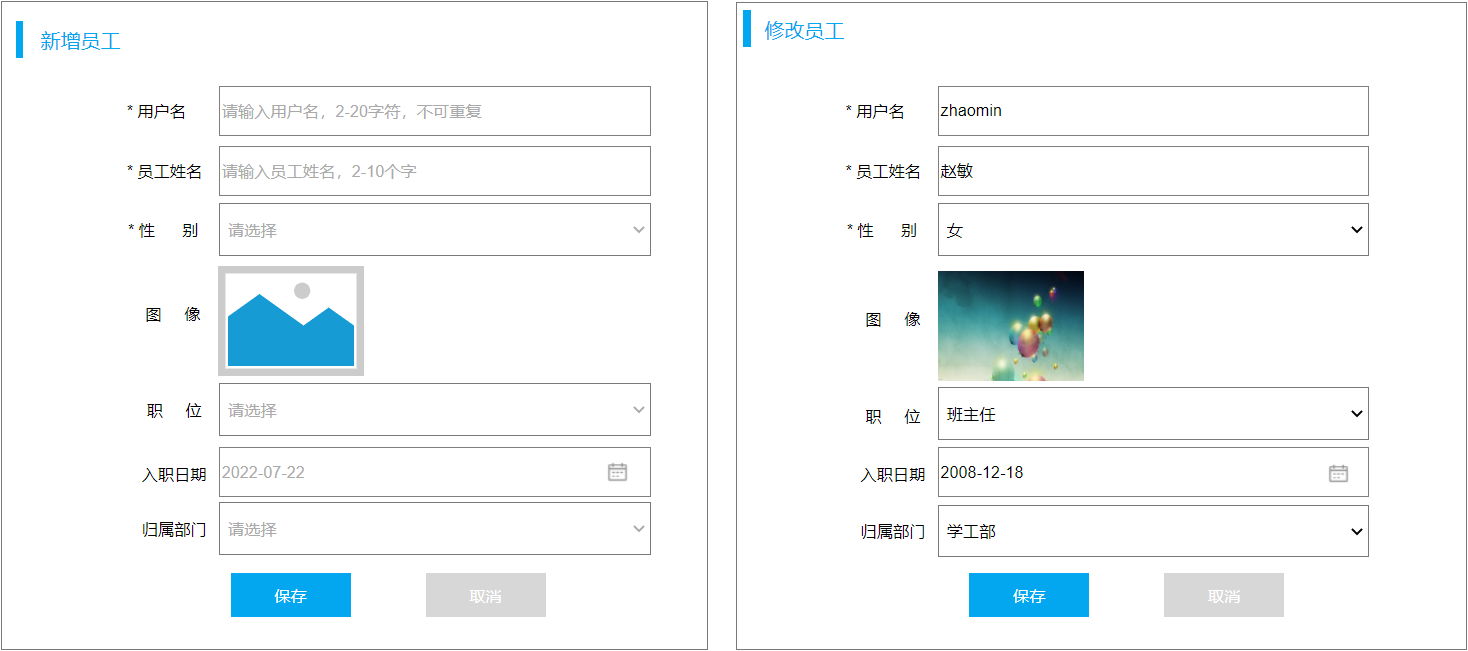 新增员工
* 用户名 请输入用户名，2-20字符，不可重复
* 员工姓名 请输入员工姓名，2-10个字
* 性 别 请选择
图 像
职 位 请选择
入职日期 2022-07-22
归属部门 请选择
保存 取消
修改员工
* 用户名 zhaomin
* 员工姓名 赵敏
* 性 别 女
图 像
职 位 班主任
入职日期 2008-12-18
归属部门 学工部
保存 取消